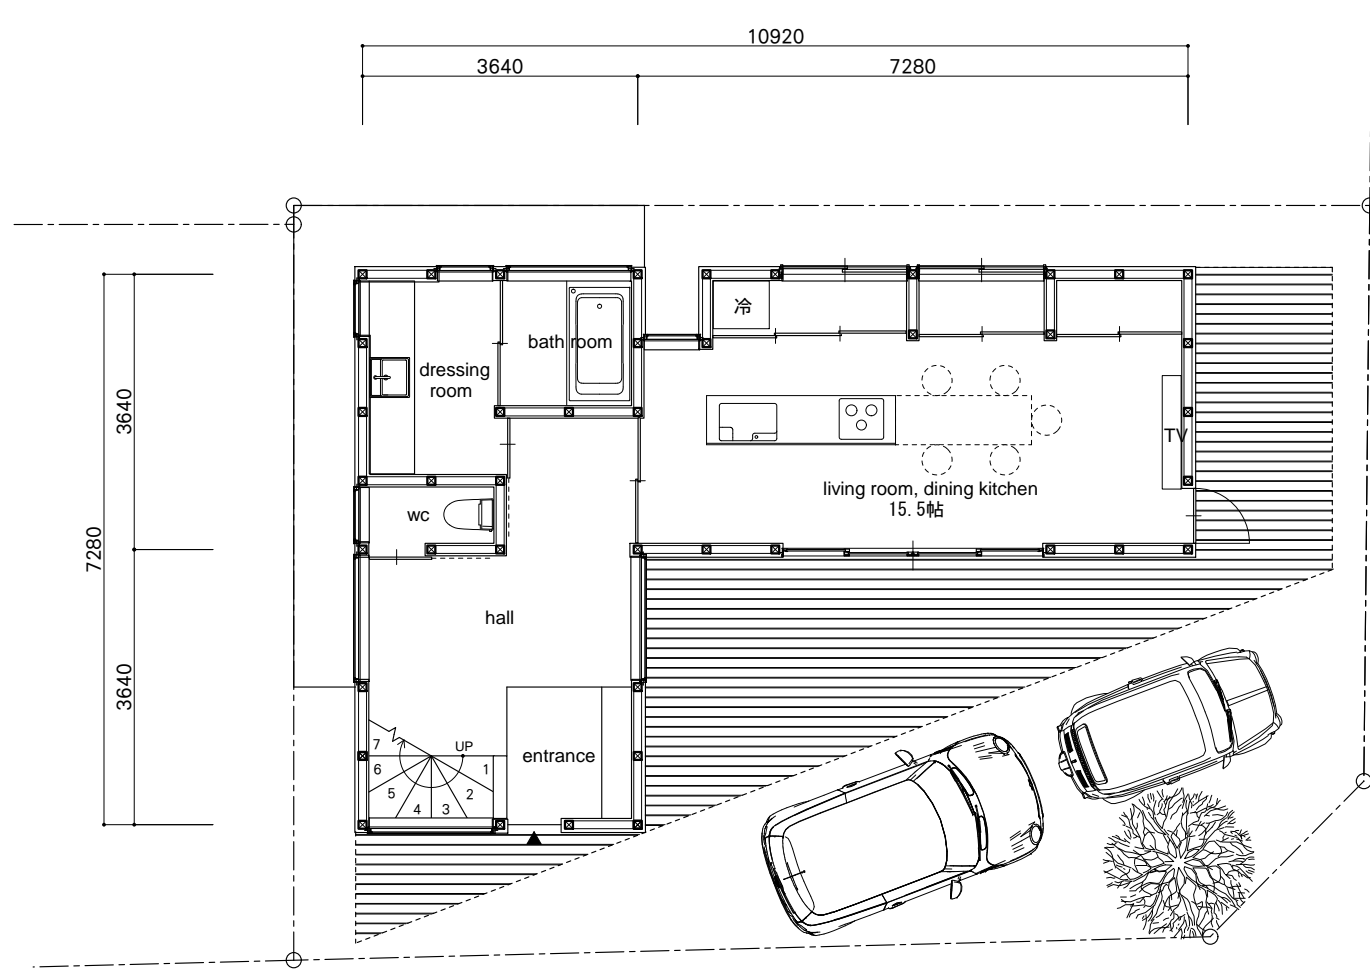 10920
3640
7280
3640
7280
3640
冷
bath room
dressing
room
TV
living room, dining kitchen
15.5帖
wc
hall
entrance
UP
7
6
5
4
3
2
1